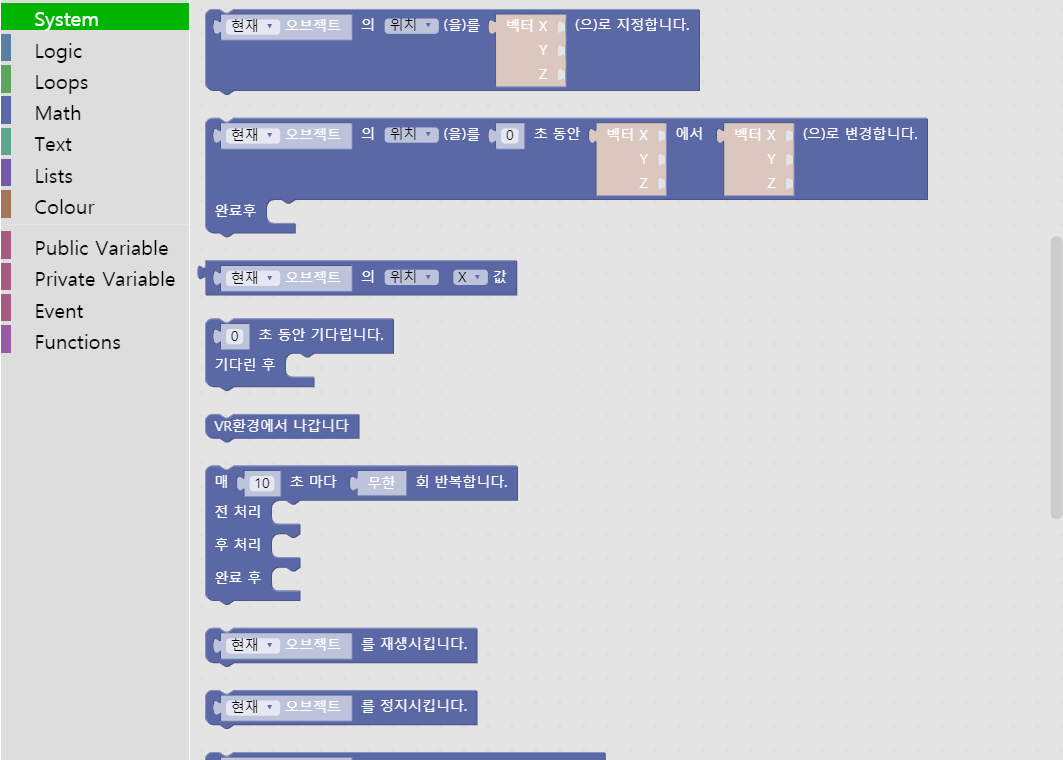 System
Logic
Loops
Math
Text
Lists
Colour
Public Variable
Private Variable
Event
Functions
현재 오브젝트 의 위치 (을)를 벡터 X (으)로 지정합니다.
Y
Z
현재 오브젝트 의 위치 (을)를 0 초 동안 벡터 X 에서 벡터 X (으)로 변경합니다.
Y Y
Z Z
완료후
현재 오브젝트 의 위치 X 값
0 초 동안 기다립니다.
기다린 후
VR환경에서 나갑니다
매 10 초 마다 무한 회 반복합니다.
전 처리
후 처리
완료 후
현재 오브젝트 를 재생시킵니다.
현재 오브젝트 를 정지시킵니다.